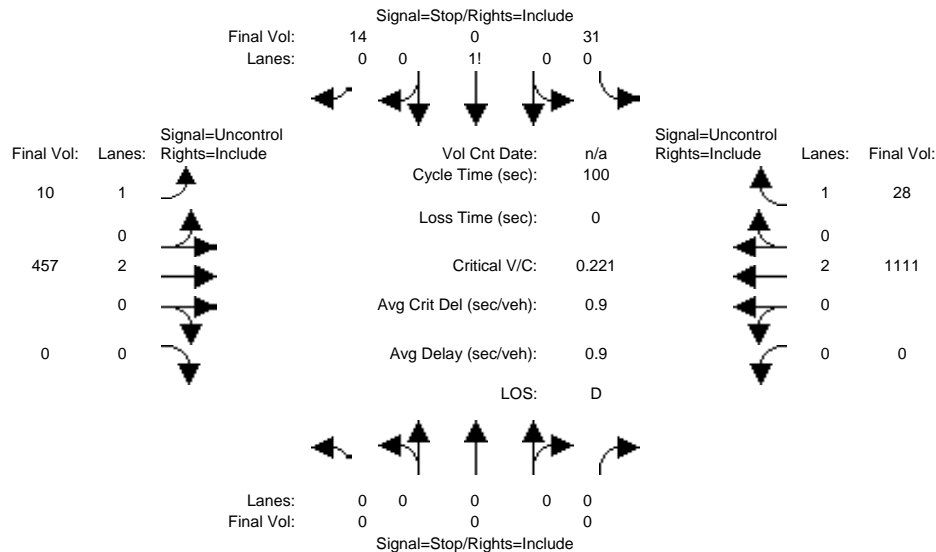 Signal=Stop/Rights=Include
Final Vol: 14 0 31
Lanes: 0 0 1! 0 0
Signal=Uncontrol Signal=Uncontrol
Final Vol: Lanes: Rights=Include Vol Cnt Date: n/a Rights=Include Lanes: Final Vol:
Cycle Time (sec): 100
10 1 1 28
Loss Time (sec): 0
0 0
457 2 Critical V/C: 0.221 2 1111
0 Avg Crit Del (sec/veh): 0.9 0
0 0 Avg Delay (sec/veh): 0.9 0 0
LOS: D
Lanes: 0 0 0 0 0
Final Vol: 0 0 0
Signal=Stop/Rights=Include